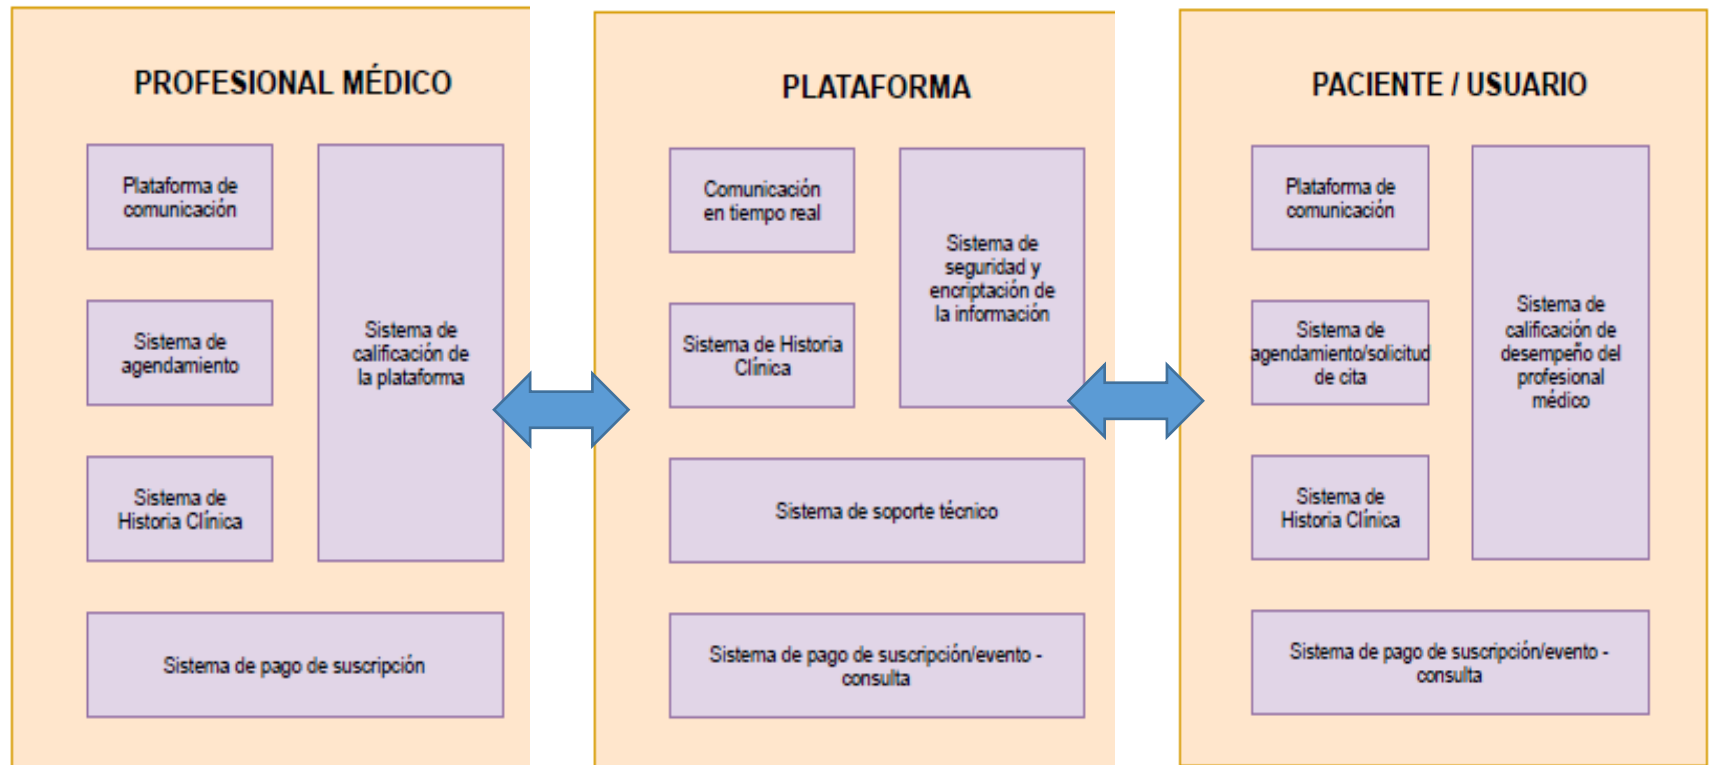 PROFESIONAL MÉDICO
Plataforma de
comunicación
Sistema de
agendamiento
Sistema de
Historia Clínica
Sistema de
calificación de
la plataforma
Sistema de pago de suscripción
PLATAFORMA
Comunicación
en tiempo real
Sistema de Historia
Clínica
Sistema de
seguridad y
encriptación de
la información
Sistema de soporte técnico
Sistema de pago de suscripción/evento -
consulta
PACIENTE / USUARIO
Plataforma de
comunicación
Sistema de
agendamiento/solicitud
de cita
Sistema de
Historia Clínica
Sistema de
calificación de
desempeño del
profesional
médico
Sistema de pago de suscripción/evento -
consulta